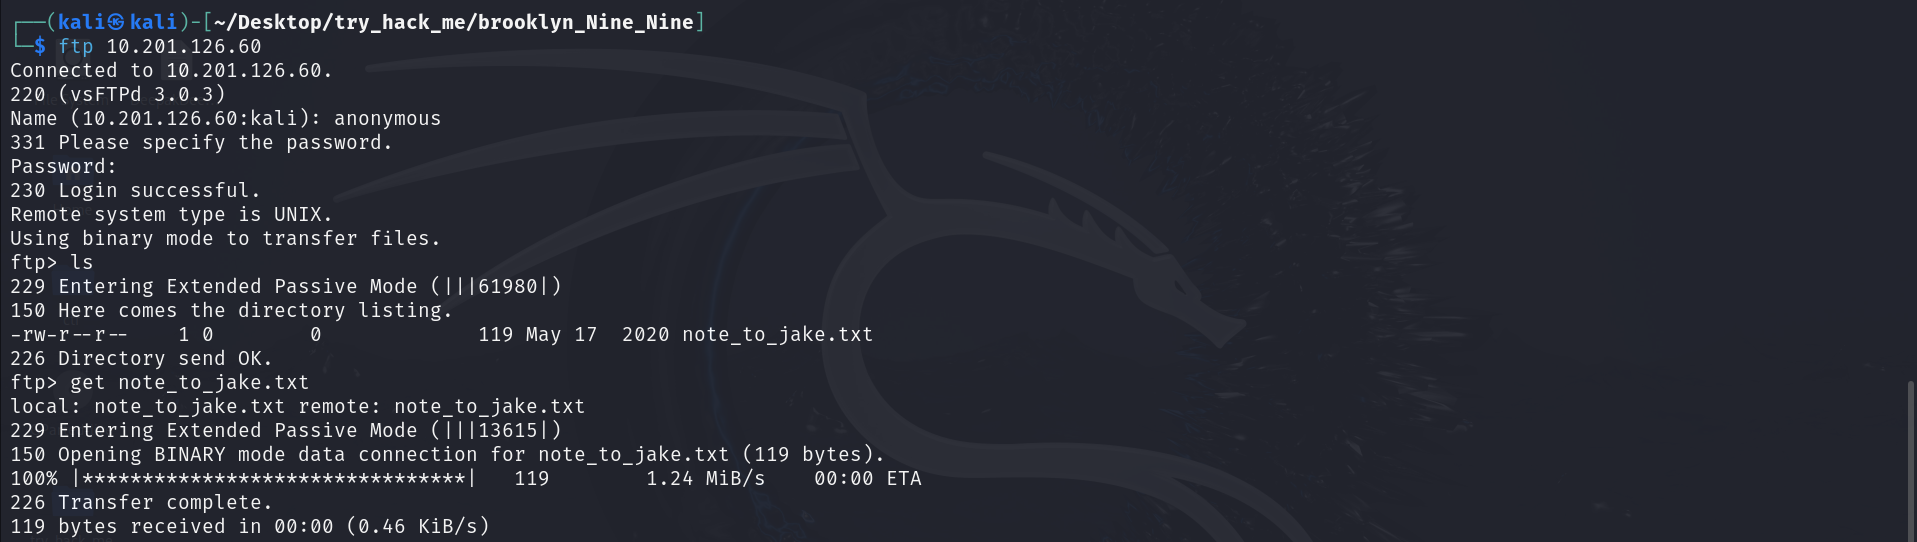 ┌──(kali㉿kali)-[~/Desktop/try_hack_me/brooklyn_Nine_Nine]
└─$ ftp 10.201.126.60
Connected to 10.201.126.60.
220 (vsFTPd 3.0.3)
Name (10.201.126.60:kali): anonymous
331 Please specify the password.
Password:
230 Login successful.
Remote system type is UNIX.
Using binary mode to transfer files.
ftp> ls
229 Entering Extended Passive Mode (|||61980|)
150 Here comes the directory listing.
-rw-r--r--    1 0        0             119 May 17  2020 note_to_jake.txt
226 Directory send OK.
ftp> get note_to_jake.txt
local: note_to_jake.txt remote: note_to_jake.txt
229 Entering Extended Passive Mode (|||13615|)
150 Opening BINARY mode data connection for note_to_jake.txt (119 bytes).
100% |********************************|   119        1.24 MiB/s    00:00 ETA
226 Transfer complete.
119 bytes received in 00:00 (0.46 KiB/s)